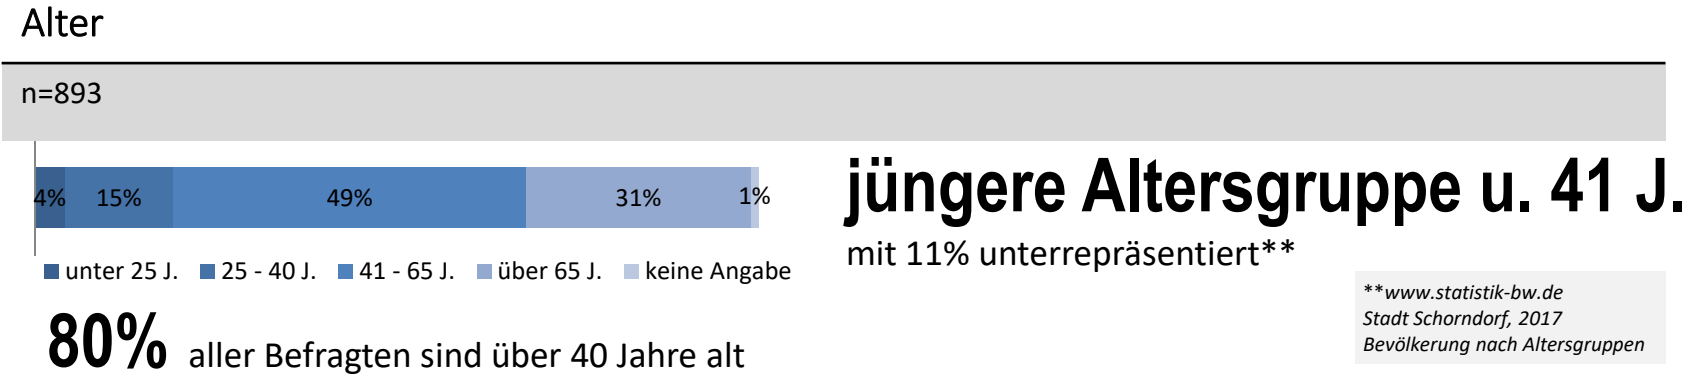 Alter
n=893
4% 15% 49% 31% 1%
unter 25 J. 25 - 40 J. 41 - 65 J. über 65 J. keine Angabe
80% aller Befragten sind über 40 Jahre alt
jüngere Altersgruppe u. 41 J.
mit 11% unterrepräsentiert**
**www.statistik-bw.de
Stadt Schorndorf, 2017
Bevölkerung nach Altersgruppen